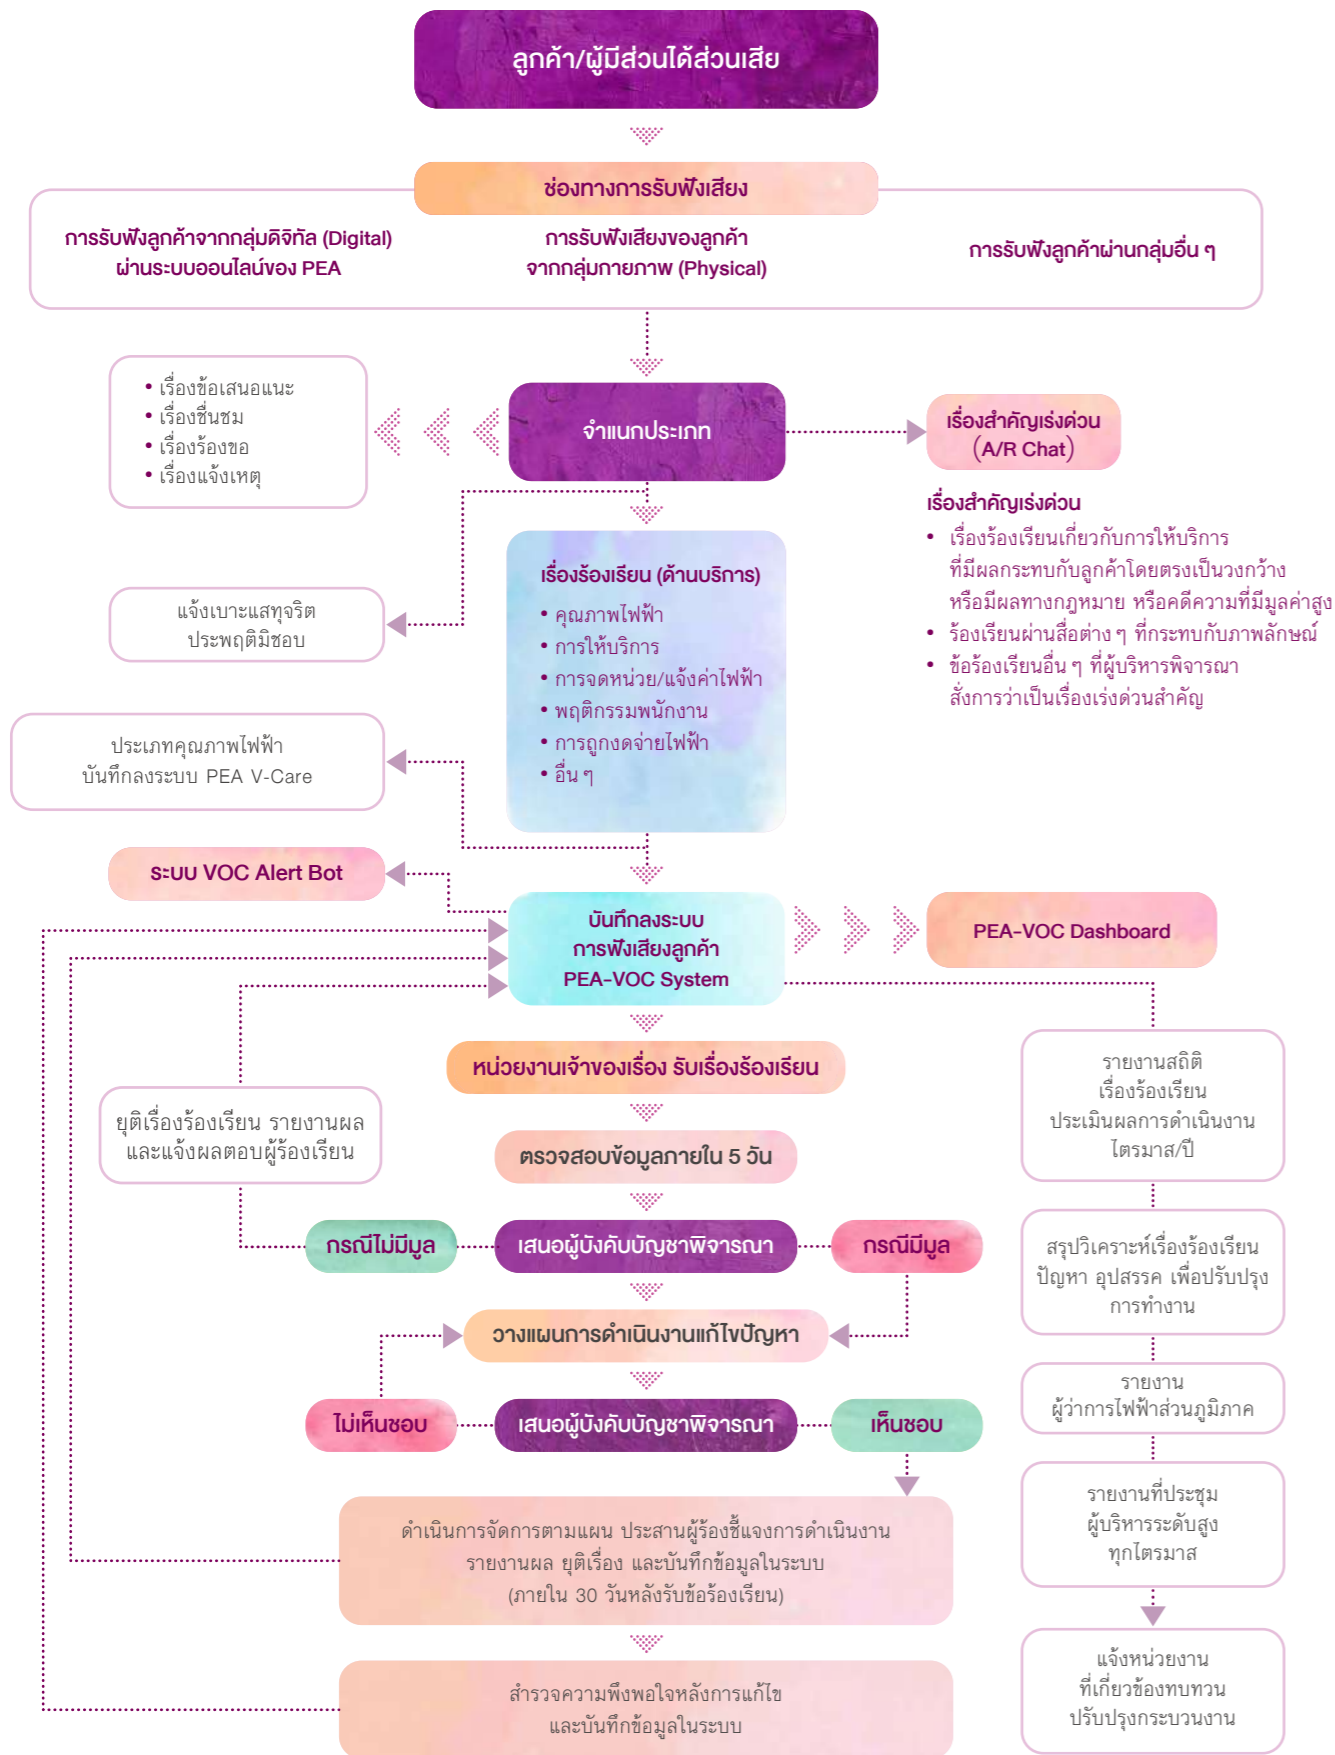 ลูกค้า/ผู้มีส่วนได้ส่วนเสีย
ช่องทางการรับฟังเสียง
การรับฟังลูกค้าจากกลุ่มดิจิทัล (Digital)
ผ่านระบบออนไลน์ของ PEA
การรับฟังเสียงของลูกค้า
จากกลุ่มกายภาพ (Physical)
การรับฟังลูกค้าผ่านกลุ่มอื่น ๆ
• เรื่องข้อเสนอแนะ
• เรื่องชื่นชม
• เรื่องร้องขอ
• เรื่องแจ้งเหตุ
จำแนกประเภท
เรื่องสำคัญเร่งด่วน
(A/R Chat)
เรื่องสำคัญเร่งด่วน
• เรื่องร้องเรียนเกี่ยวกับการให้บริการ
ที่มีผลกระทบกับลูกค้าโดยตรงเป็นวงกว้าง
หรือมีผลทางกฎหมาย หรือคดีความที่มีมูลค่าสูง
• ร้องเรียนผ่านสื่อต่าง ๆ ที่กระทบกับภาพลักษณ์
• ข้อร้องเรียนอื่น ๆ ที่ผู้บริหารพิจารณา
สั่งการว่าเป็นเรื่องเร่งด่วนสำคัญ
เรื่องร้องเรียน (ด้านบริการ)
• คุณภาพไฟฟ้า
• การให้บริการ
• การจดหน่วย/แจ้งค่าไฟฟ้า
• พฤติกรรมพนักงาน
• การถูกงดจ่ายไฟฟ้า
• อื่น ๆ
แจ้งเบาะแสทุจริต
ประพฤติมิชอบ
ประเภทคุณภาพไฟฟ้า
บันทึกลงระบบ PEA V-Care
ระบบ VOC Alert Bot
บันทึกลงระบบ
การฟังเสียงลูกค้า
PEA-VOC System
PEA-VOC Dashboard
หน่วยงานเจ้าของเรื่อง รับเรื่องร้องเรียน
รายงานสถิติ
เรื่องร้องเรียน
ประเมินผลการดำเนินงาน
ไตรมาส/ปี
ยุติเรื่องร้องเรียน รายงานผล
และแจ้งผลตอบผู้ร้องเรียน
ตรวจสอบข้อมูลภายใน 5 วัน
กรณีไม่มีมูล
เสนอผู้บังคับบัญชาพิจารณา
กรณีมีมูล
สรุปวิเคราะห์เรื่องร้องเรียน
ปัญหา อุปสรรค เพื่อปรับปรุง
การทำงาน
วางแผนการดำเนินงานแก้ไขปัญหา
รายงาน
ผู้ว่าการไฟฟ้าส่วนภูมิภาค
ไม่เห็นชอบ
เสนอผู้บังคับบัญชาพิจารณา
เห็นชอบ
รายงานที่ประชุม
ผู้บริหารระดับสูง
ทุกไตรมาส
ดำเนินการจัดการตามแผน ประสานผู้ร้องชี้แจงการดำเนินงาน
รายงานผล ยุติเรื่อง และบันทึกข้อมูลในระบบ
(ภายใน 30 วันหลังรับข้อร้องเรียน)
แจ้งหน่วยงาน
ที่เกี่ยวข้องทบทวน
ปรับปรุงกระบวนงาน
สำรวจความพึงพอใจหลังการแก้ไข
และบันทึกข้อมูลในระบบ